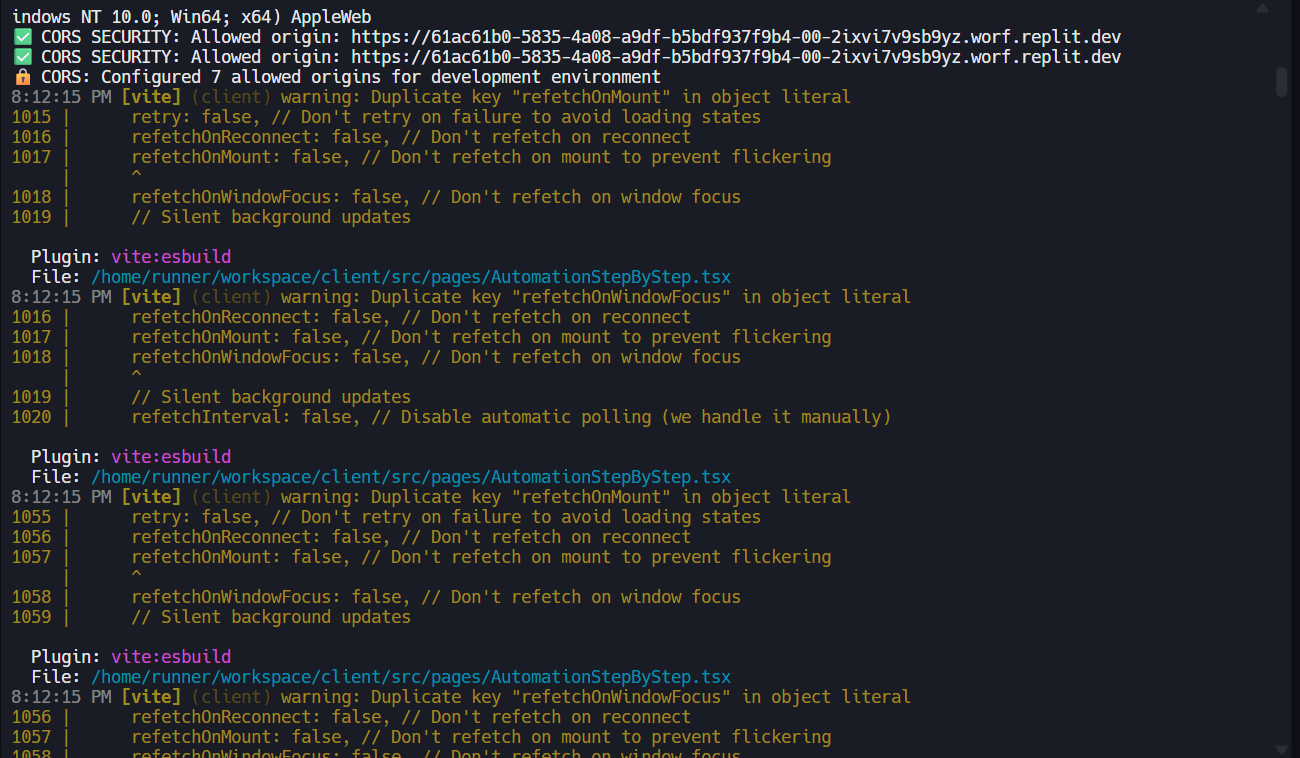 indows NT 10.0; Win64; x64) AppleWeb
✅ CORS SECURITY: Allowed origin: https://61ac61b0-5835-4a08-a9df-b5bdf937f9b4-00-2ixvi7v9sb9yz.worf.replit.dev
✅ CORS SECURITY: Allowed origin: https://61ac61b0-5835-4a08-a9df-b5bdf937f9b4-00-2ixvi7v9sb9yz.worf.replit.dev
🔒 CORS: Configured 7 allowed origins for development environment
8:12:15 PM [vite] (client) warning: Duplicate key "refetchOnMount" in object literal
1015 |      retry: false, // Don't retry on failure to avoid loading states
1016 |      refetchOnReconnect: false, // Don't refetch on reconnect
1017 |      refetchOnMount: false, // Don't refetch on mount to prevent flickering
     |      ^
1018 |      refetchOnWindowFocus: false, // Don't refetch on window focus
1019 |      // Silent background updates
  Plugin: vite:esbuild
  File: /home/runner/workspace/client/src/pages/AutomationStepByStep.tsx
8:12:15 PM [vite] (client) warning: Duplicate key "refetchOnWindowFocus" in object literal
1016 |      refetchOnReconnect: false, // Don't refetch on reconnect
1017 |      refetchOnMount: false, // Don't refetch on mount to prevent flickering
1018 |      refetchOnWindowFocus: false, // Don't refetch on window focus
     |      ^
1019 |      // Silent background updates
1020 |      refetchInterval: false, // Disable automatic polling (we handle it manually)
  Plugin: vite:esbuild
  File: /home/runner/workspace/client/src/pages/AutomationStepByStep.tsx
8:12:15 PM [vite] (client) warning: Duplicate key "refetchOnMount" in object literal
1055 |      retry: false, // Don't retry on failure to avoid loading states
1056 |      refetchOnReconnect: false, // Don't refetch on reconnect
1057 |      refetchOnMount: false, // Don't refetch on mount to prevent flickering
     |      ^
1058 |      refetchOnWindowFocus: false, // Don't refetch on window focus
1059 |      // Silent background updates
  Plugin: vite:esbuild
  File: /home/runner/workspace/client/src/pages/AutomationStepByStep.tsx
8:12:15 PM [vite] (client) warning: Duplicate key "refetchOnWindowFocus" in object literal
1056 |      refetchOnReconnect: false, // Don't refetch on reconnect
1057 |      refetchOnMount: false, // Don't refetch on mount to prevent flickering
1058 |      refetchOnWindowFocus: false, // Don't refetch on window focus